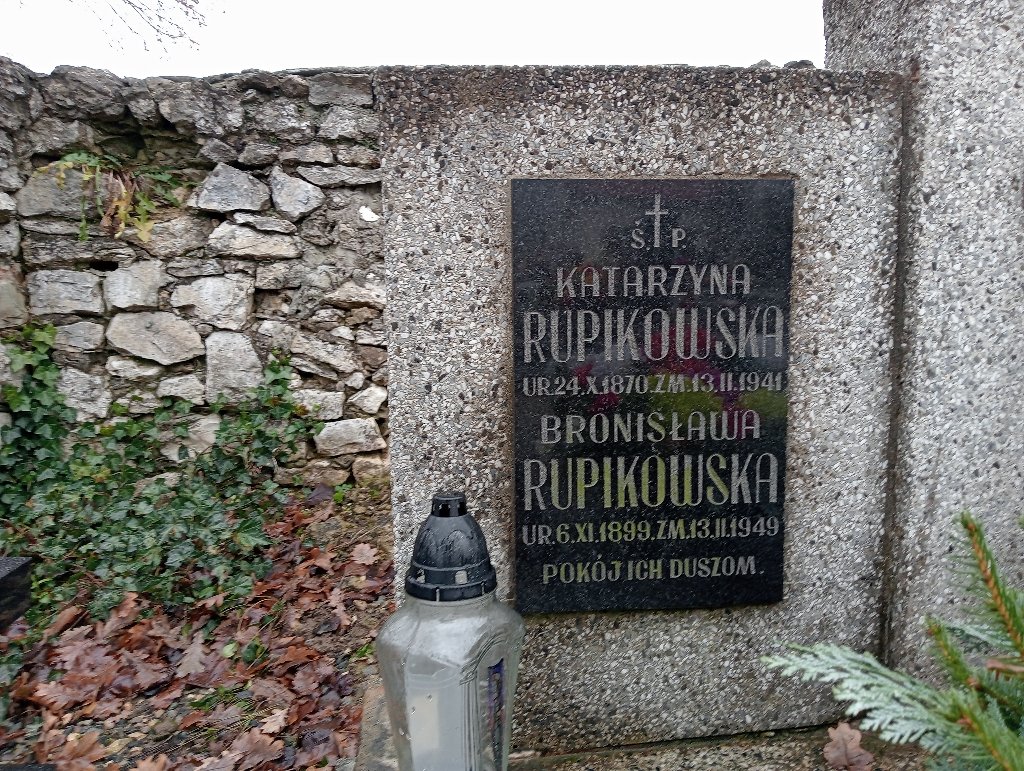 Ś. P.
KATARZYNA
RUPIKOWSKA
UR.24.X.1870.ZM.13.II.1941
BRONISŁAWA
RUPIKOWSKA
UR.6.XI.1899.ZM.13.II.1949
POKÓJ ICH DUSZOM.